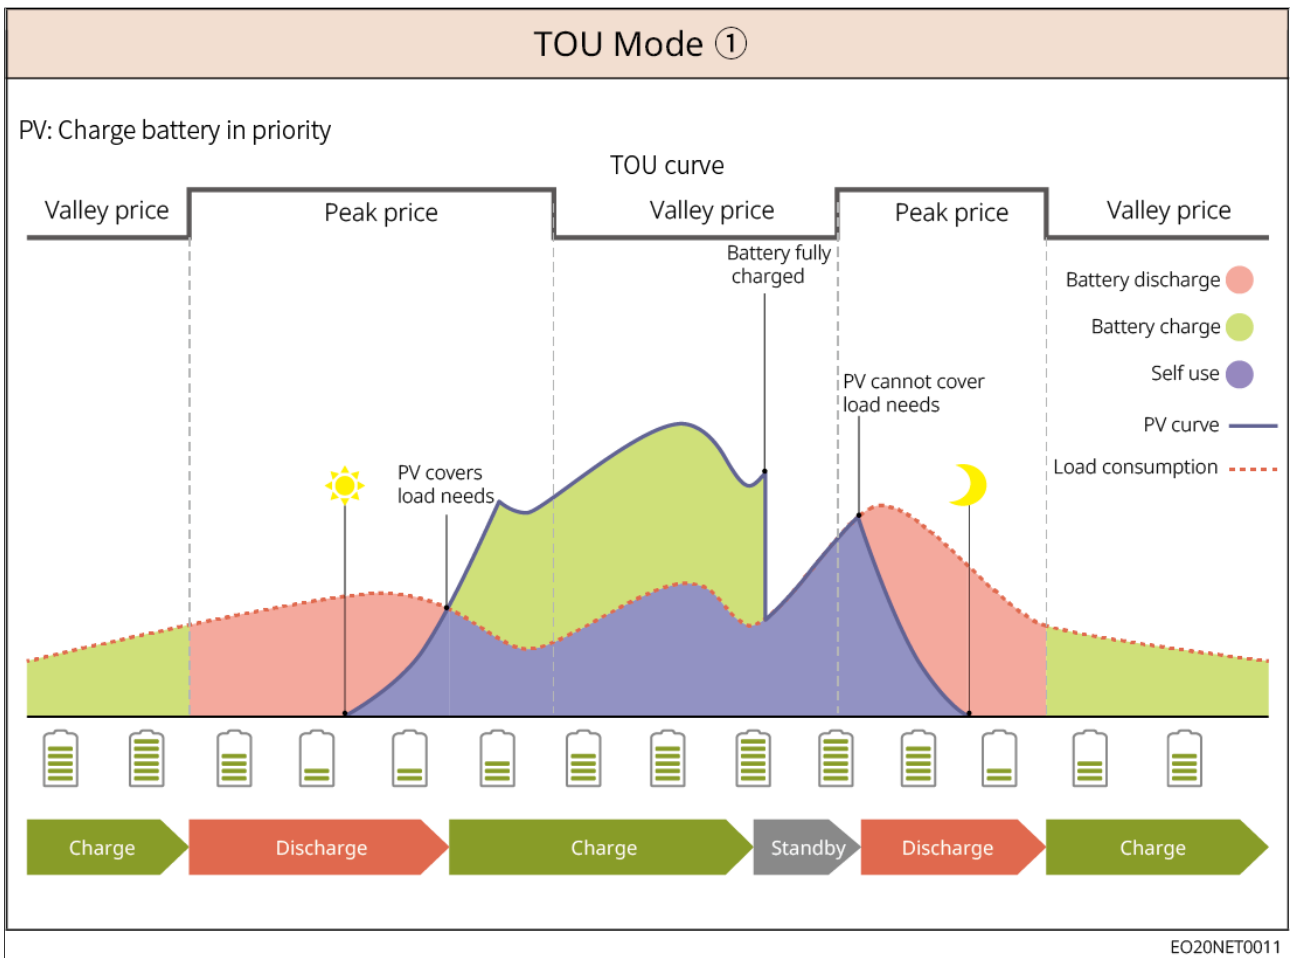 TOU Mode ①
PV: Charge battery in priority
TOU curve
Valley price
Peak price
Valley price
Peak price
Valley price
Battery fully
charged
Battery discharge
Battery charge
Self use
PV curve
Load consumption
PV cannot cover
load needs
PV covers
load needs
Charge
Discharge
Charge
Standby
Discharge
Charge
EO20NET0011